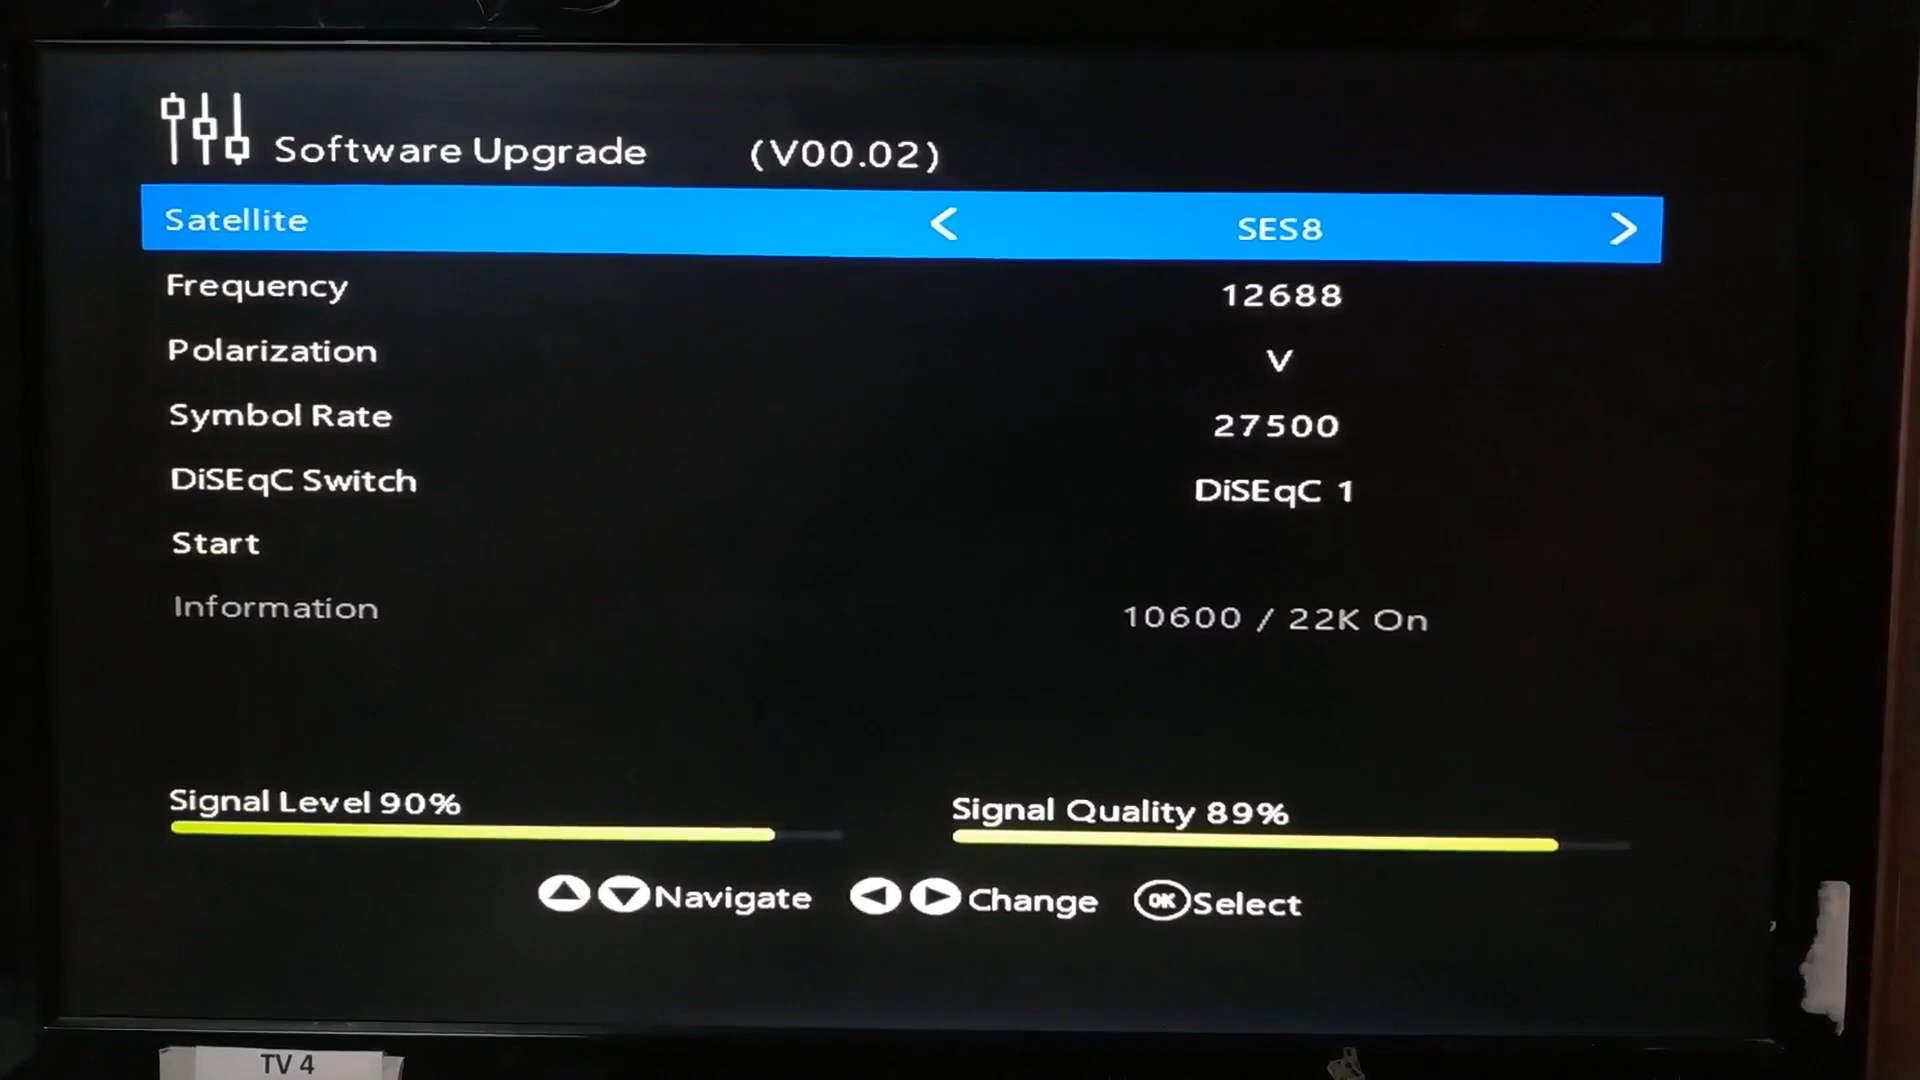 Software Upgrade (V00.02)
Satellite < SES8 >
Frequency 12688
Polarization V
Symbol Rate 27500
DiSEqC Switch DiSEqC 1
Start
Information 10600 / 22K On
Signal Level 90% Signal Quality 89%
Navigate Change OK Select
TV 4